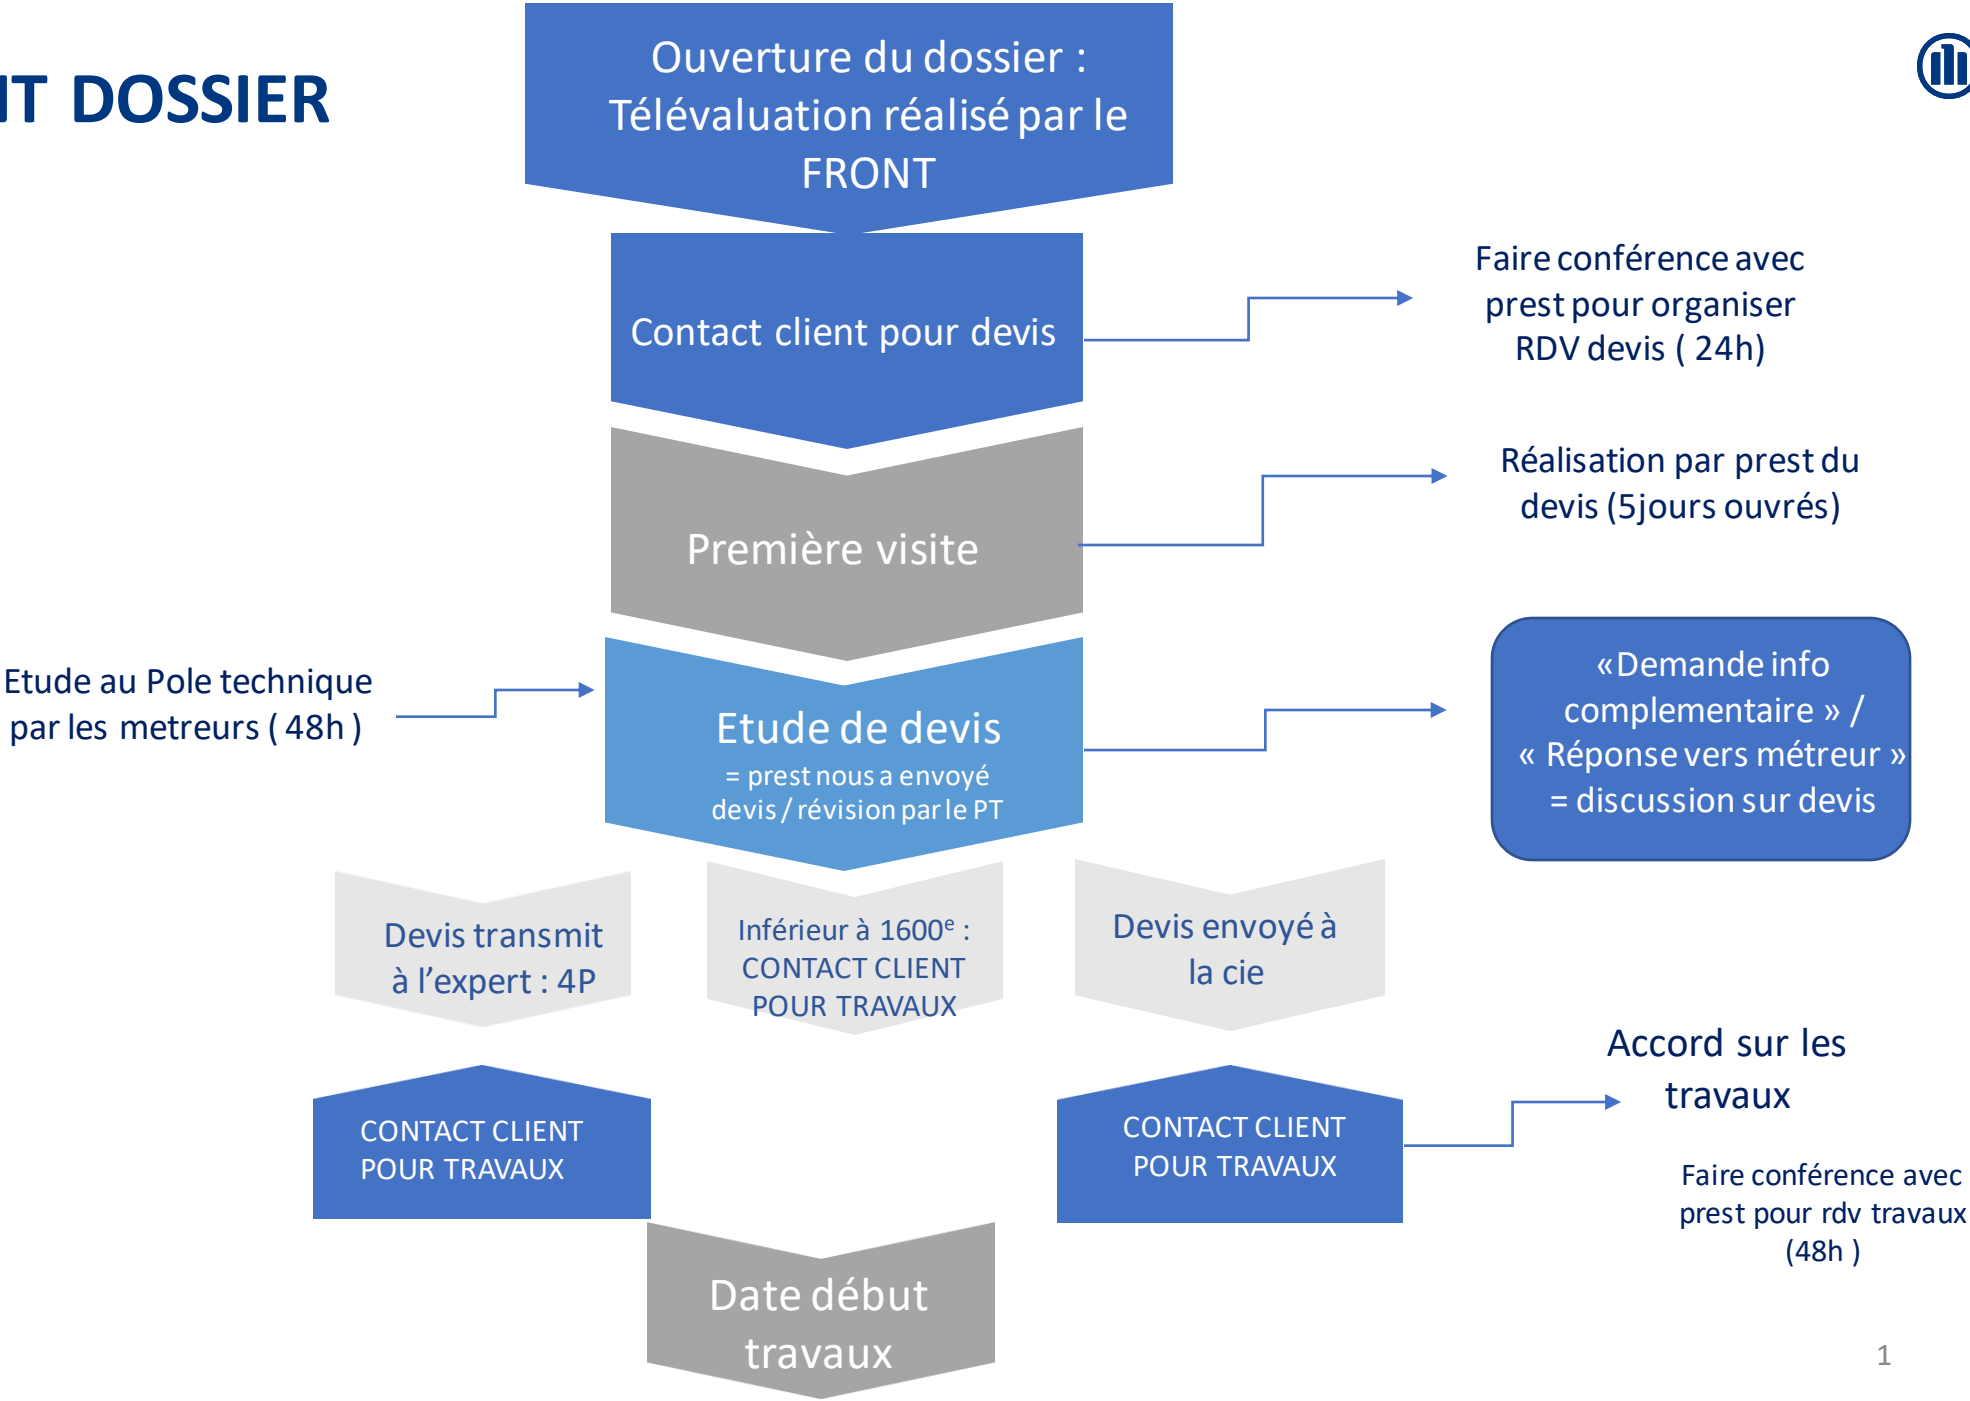 Ouverture du dossier :
Télévaluation réalisé par le
FRONT
DOSSIER
Contact client pour devis
Faire conférence avec
prest pour organiser
RDV devis ( 24h)
Première visite
Réalisation par prest du
devis (5jours ouvrés)
Etude au Pole technique
par les metreurs ( 48h )
Etude de devis
= prest nous a envoyé
devis / révision par le PT
«Demande info
complementaire » /
« Réponse vers métreur »
= discussion sur devis
Devis transmit
à l’expert : 4P
Inférieur à 1600e :
CONTACT CLIENT
POUR TRAVAUX
Devis envoyé à
la cie
CONTACT CLIENT
POUR TRAVAUX
CONTACT CLIENT
POUR TRAVAUX
Accord sur les
travaux
Faire conférence avec
prest pour rdv travaux
(48h )
Date début
travaux
1